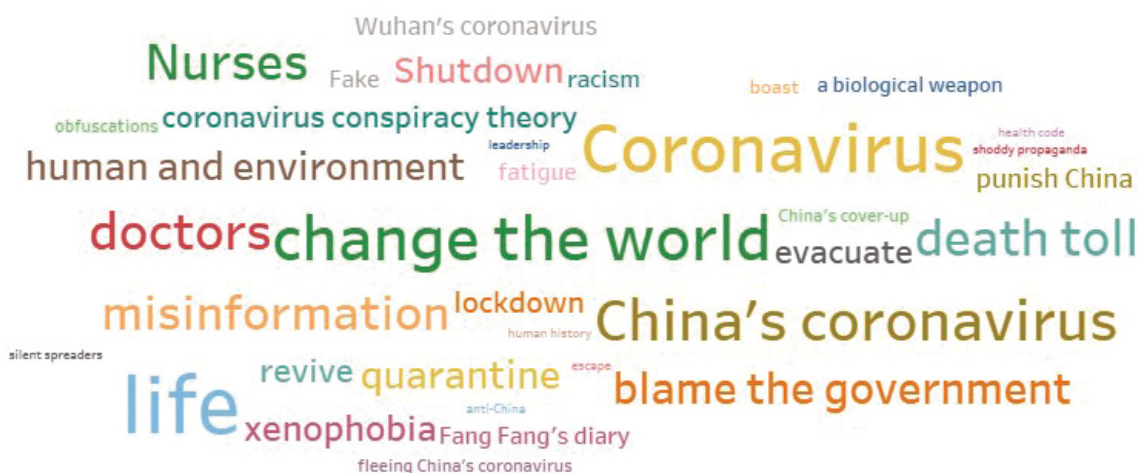 Wuhan's coronavirus
Nurses Fake Shutdown racism
boast a biological weapon
obfuscations coronavirus conspiracy theory
leadership Coronavirus health code
human and environment fatigue shoddy propaganda
punish China
doctors change the world China's cover-up
evacuate death toll
misinformation lockdown China's coronavirus
human history
silent spreaders
life revive quarantine escape blame the government
anti-China
xenophobia Fang Fang's diary
fleeing China's coronavirus